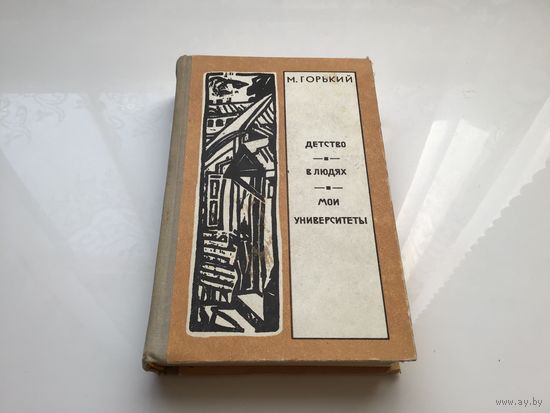 М. ГОРЬКИЙ
ДЕТСТВО
В ЛЮДЯХ
МОИ
УНИВЕРСИТЕТЫ
www.ay.by